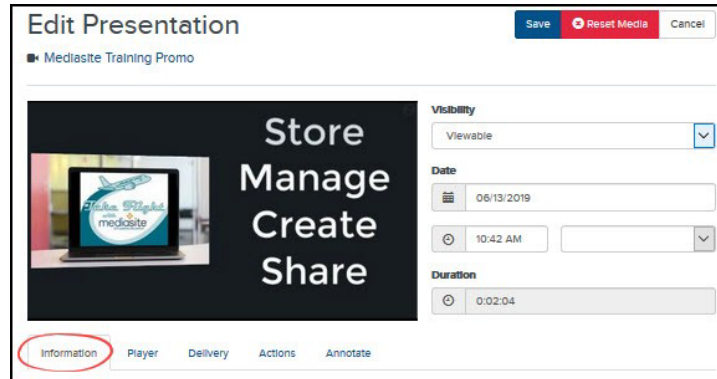 Edit Presentation
Save
Reset Media
Cancel
Mediasite Training Promo
Store
Manage
Create
Share
Take Flight
with
mediasite
Visibility
Viewable
Date
06/13/2019
10:42 AM
Duration
0:02:04
Information
Player
Delivery
Actions
Annotate